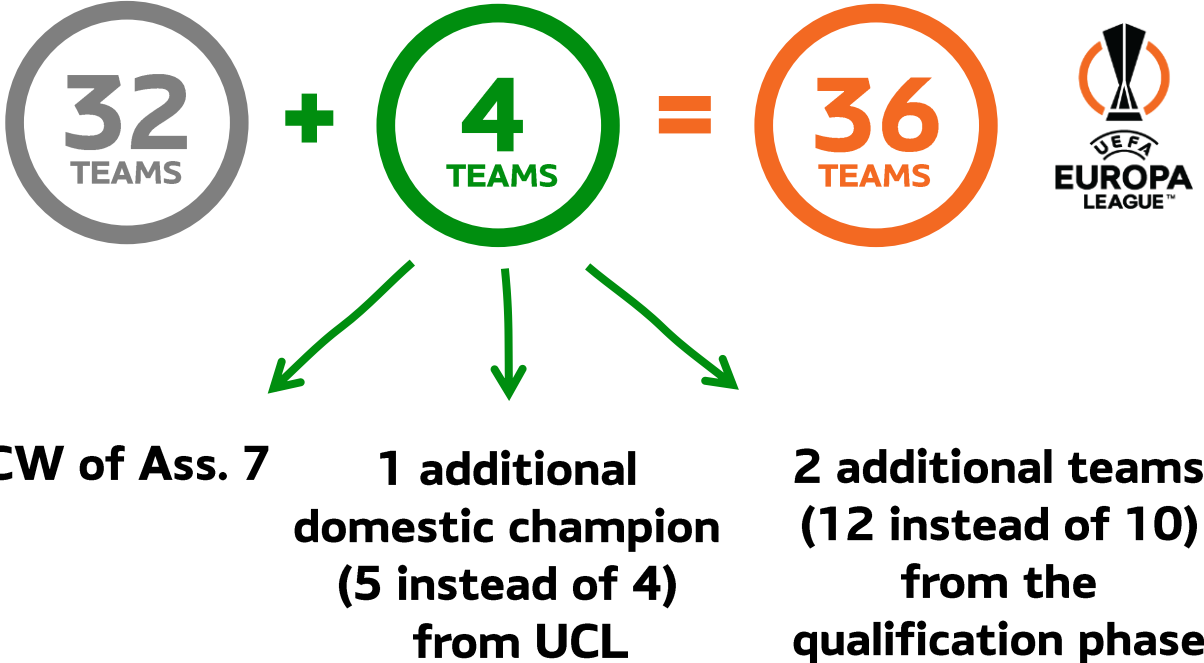 32
TEAMS
+
4
TEAMS
=
36
TEAMS
UEFA
EUROPA
LEAGUE™
CW of Ass. 7
1 additional
domestic champion
(5 instead of 4)
from UCL
2 additional teams
(12 instead of 10)
from the
qualification phase